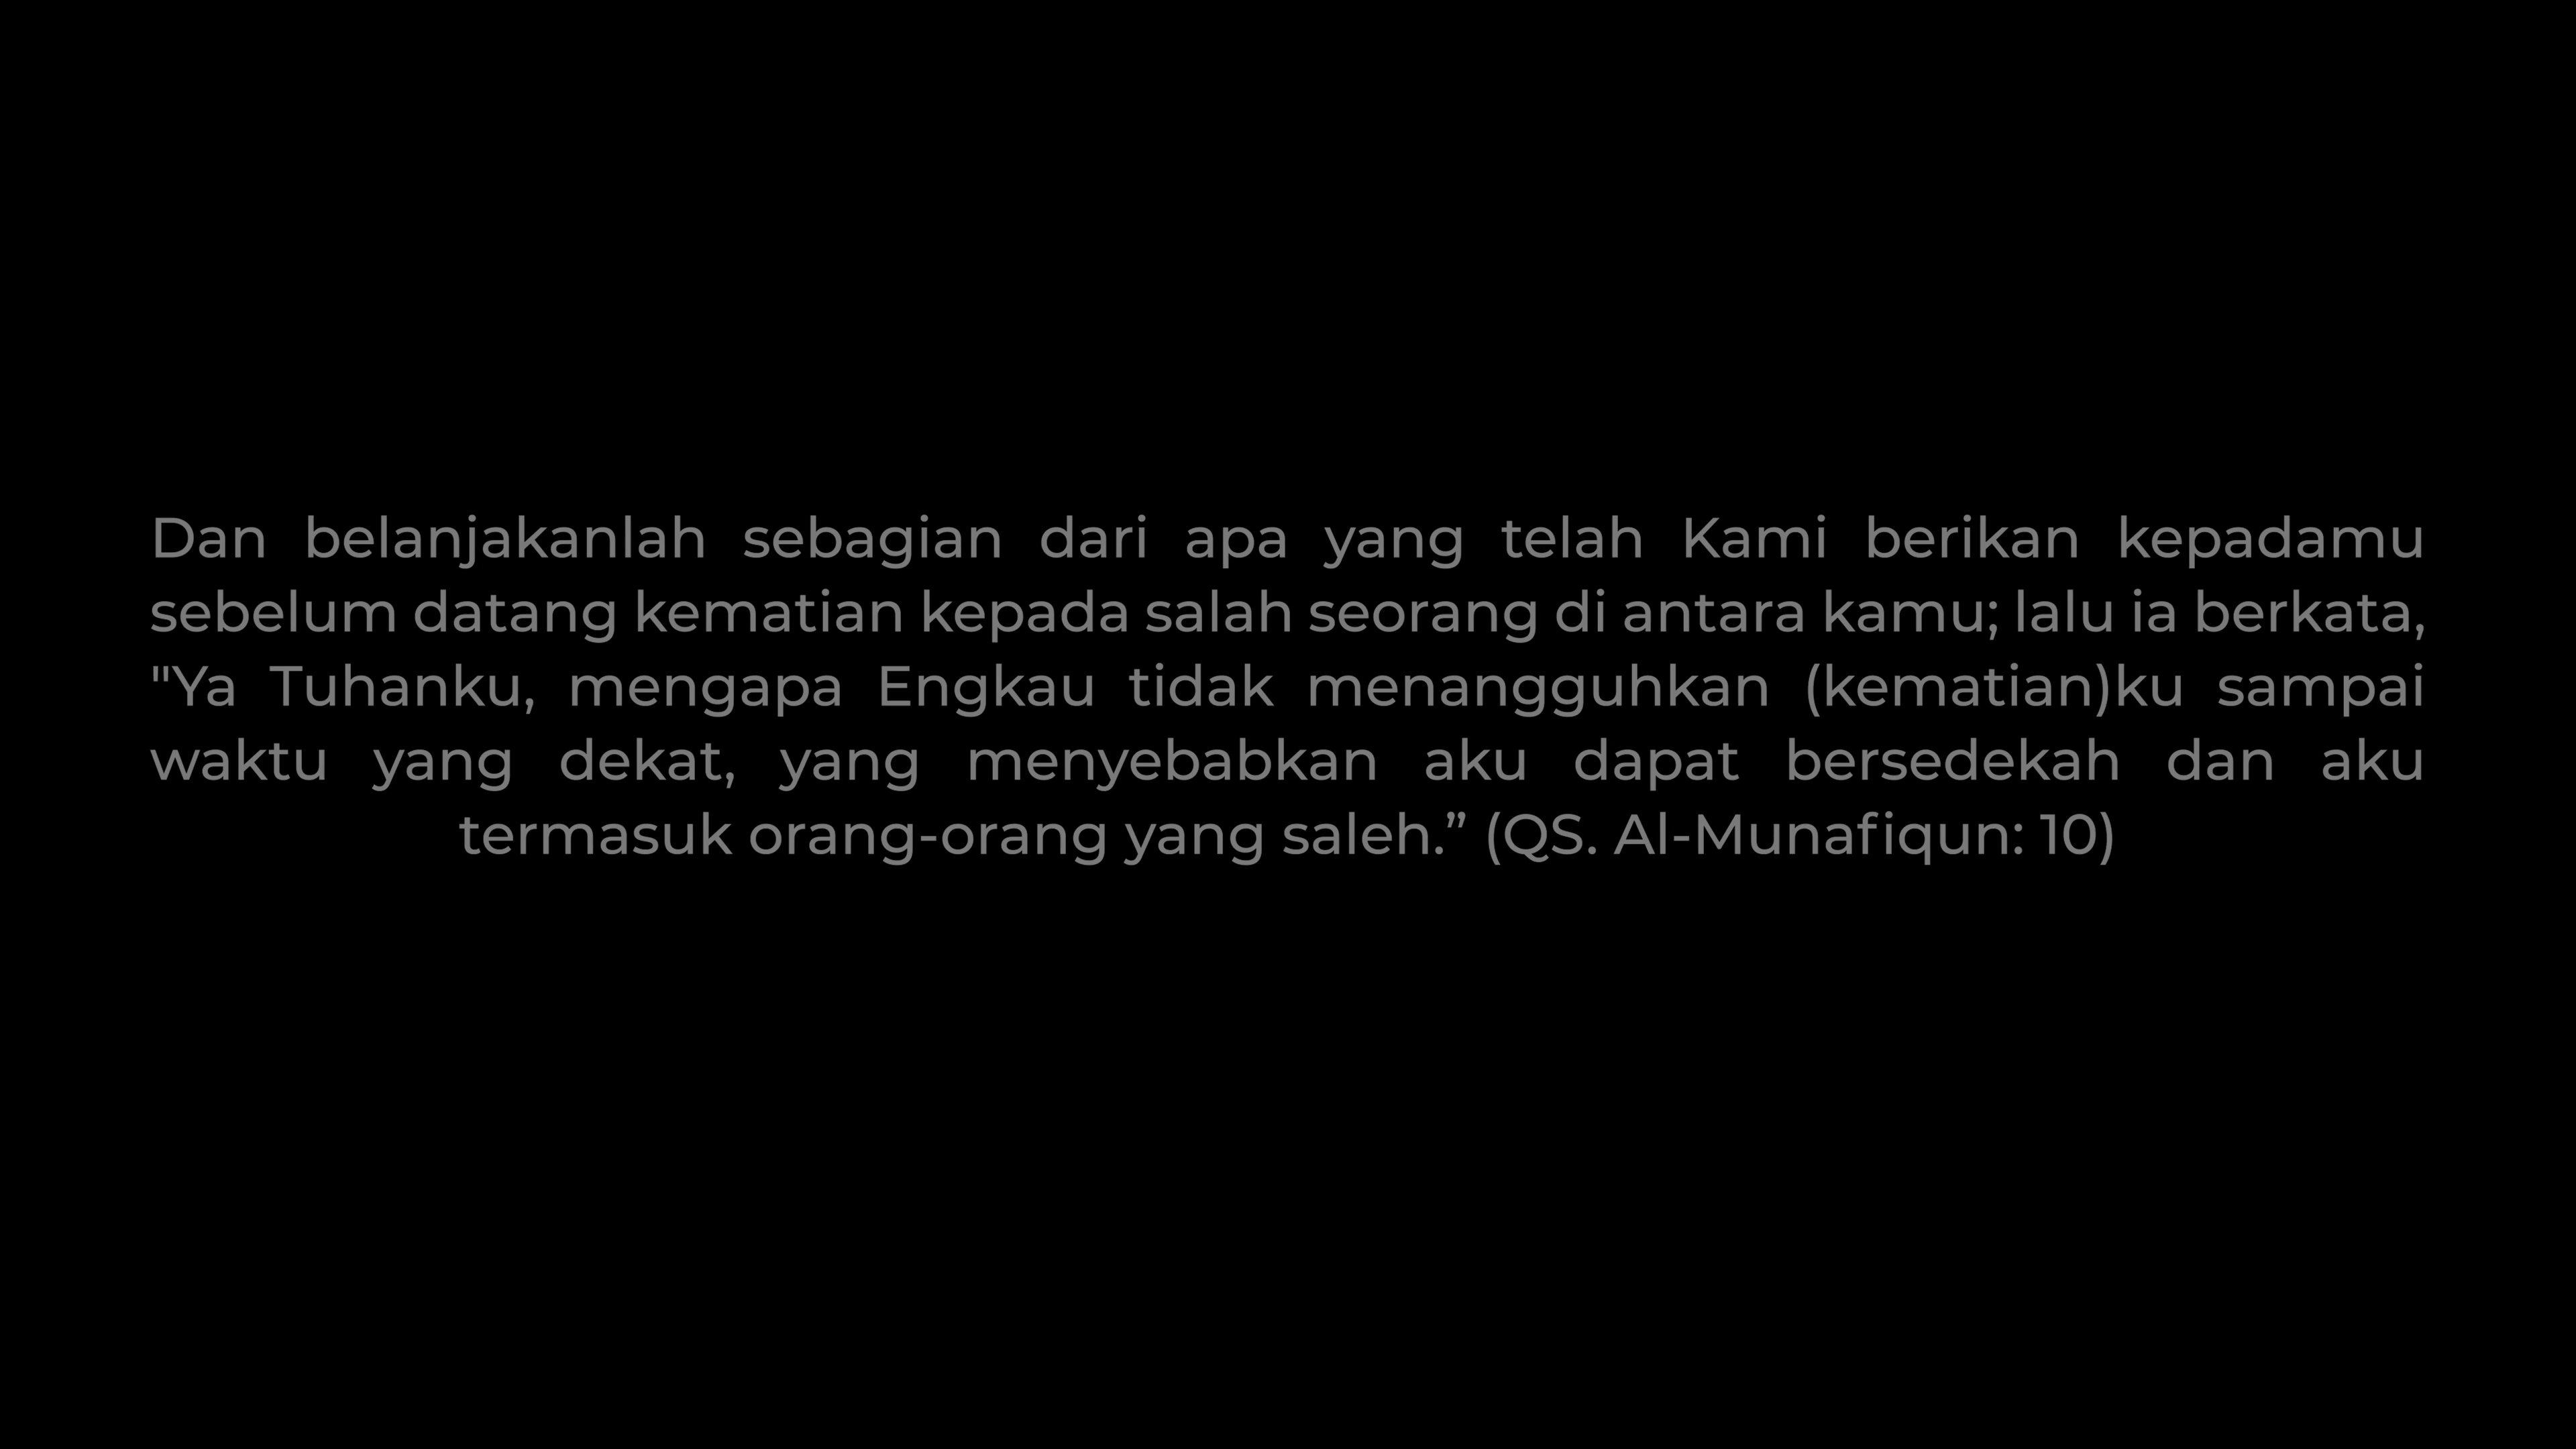 Dan belanjakanlah sebagian dari apa yang telah Kami berikan kepadamu
sebelum datang kematian kepada salah seorang di antara kamu; lalu ia berkata,
"Ya Tuhanku, mengapa Engkau tidak menangguhkan (kematian)ku sampai
waktu yang dekat, yang menyebabkan aku dapat bersedekah dan aku
termasuk orang-orang yang saleh.” (QS. Al-Munafiqun: 10)